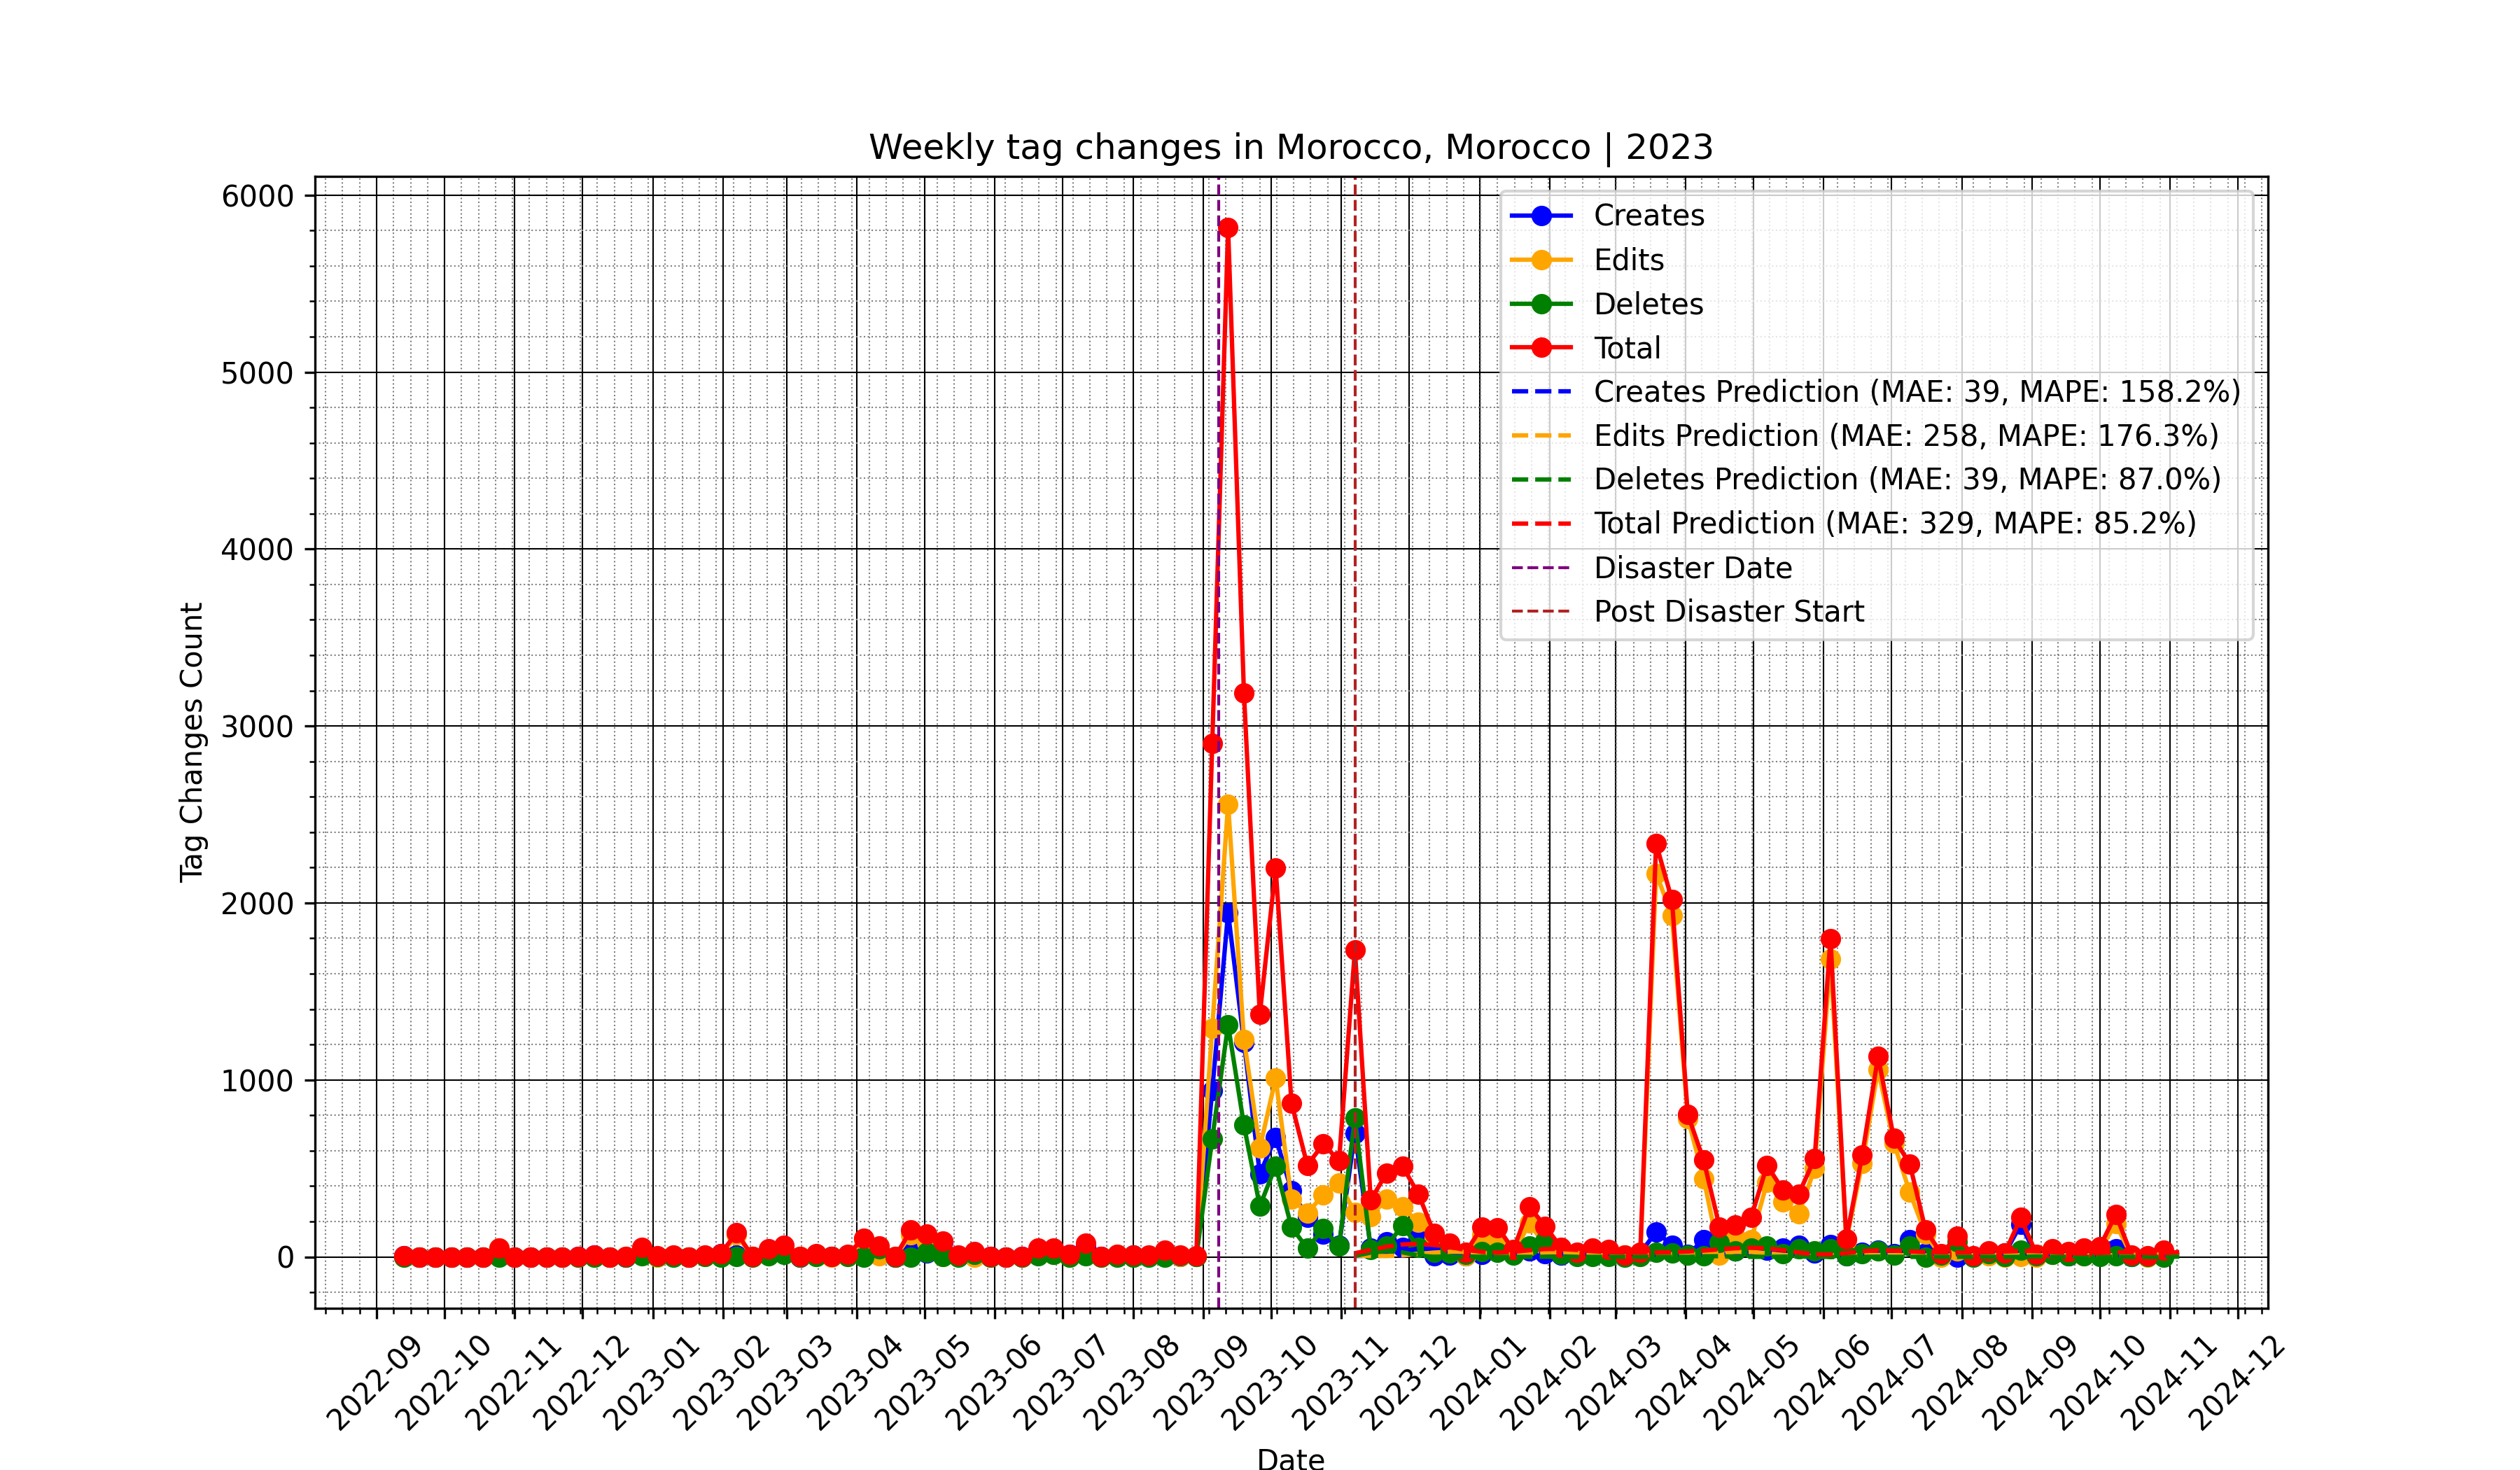 Weekly tag changes in Morocco, Morocco | 2023
6000
5000
4000
3000
2000
1000
0
Tag Changes Count
Creates
Edits
Deletes
Total
Creates Prediction (MAE: 39, MAPE: 158.2%)
Edits Prediction (MAE: 258, MAPE: 176.3%)
Deletes Prediction (MAE: 39, MAPE: 87.0%)
Total Prediction (MAE: 329, MAPE: 85.2%)
Disaster Date
Post Disaster Start
2022-09
2022-10
2022-11
2022-12
2023-01
2023-02
2023-03
2023-04
2023-05
2023-06
2023-07
2023-08
2023-09
2023-10
2023-11
2023-12
2024-01
2024-02
2024-03
2024-04
2024-05
2024-06
2024-07
2024-08
2024-09
2024-10
2024-11
2024-12
Date